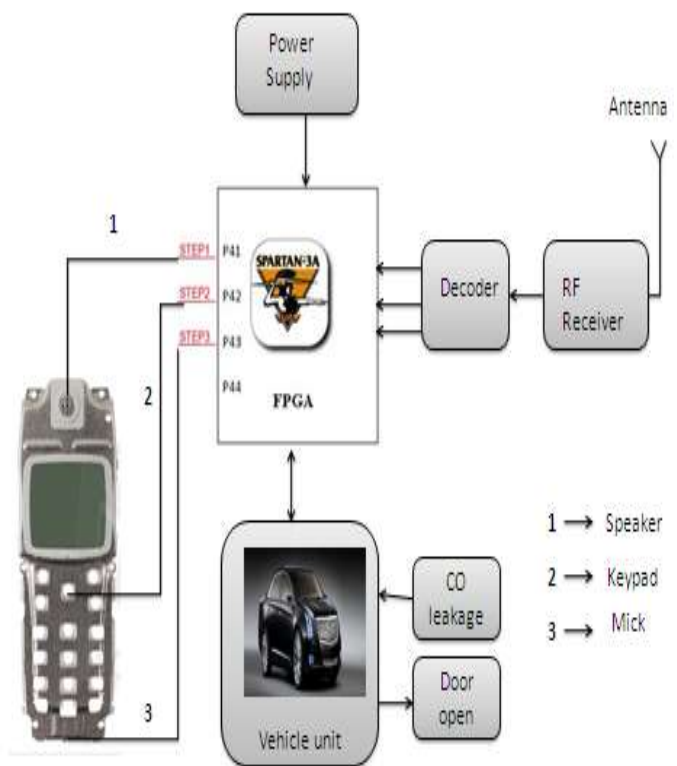 Power
Supply
Antenna
1
STEP1 P41
SPARTAN-3A
STEP2 P42
STEP3 P43
P44
FPGA
Decoder
RF
Receiver
2
3
Vehicle unit
CO
leakage
Door
open
1 → Speaker
2 → Keypad
3 → Mick